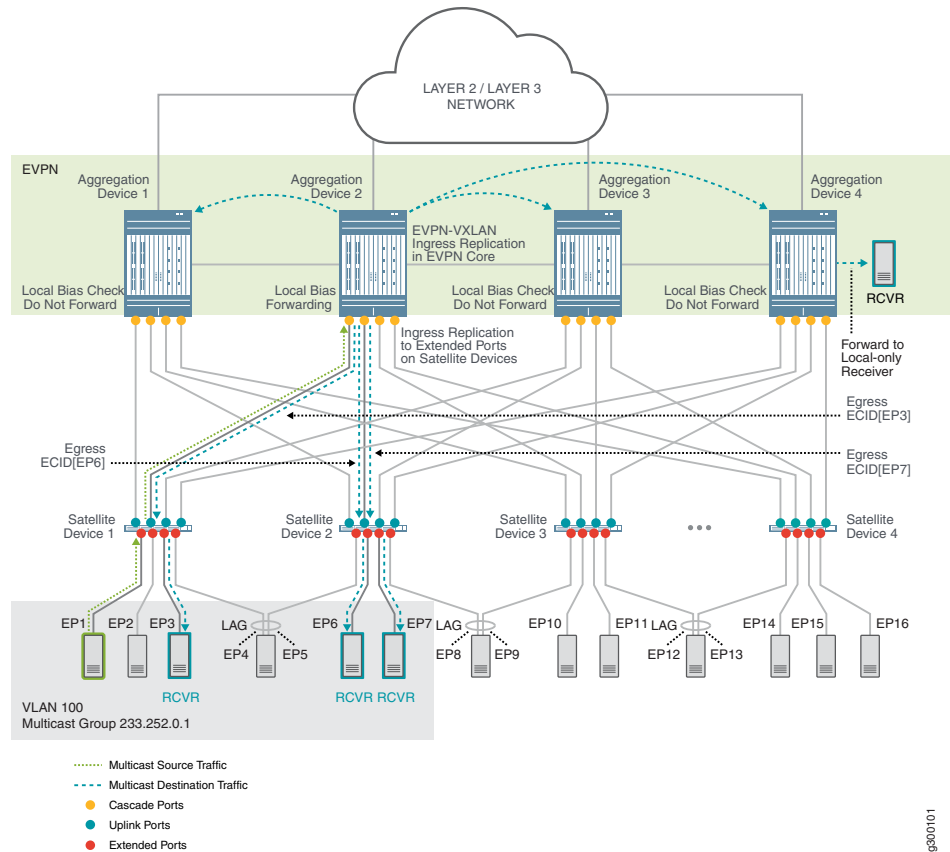 LAYER 2 / LAYER 3
NETWORK
EVPN
Aggregation
Device 1
Aggregation
Device 2
Aggregation
Device 3
Aggregation
Device 4
EVPN-VXLAN
Ingress Replication
in EVPN Core
Local Bias Check
Do Not Forward
Local Bias
Forwarding
Local Bias Check
Do Not Forward
Local Bias Check
Do Not Forward
RCVR
Ingress Replication
to Extended Ports
on Satellite Devices
Forward to
Local-only
Receiver
Egress
ECID[EP3]
Egress
ECID[EP6]
Egress
ECID[EP7]
Satellite
Device 1
Satellite
Device 2
Satellite
Device 3
Satellite
Device 4
EP1
EP2
EP3
LAG
EP4
EP5
EP6
EP7
LAG
EP8
EP9
EP10
EP11
LAG
EP12
EP13
EP14
EP15
EP16
RCVR
RCVR
RCVR
VLAN 100
Multicast Group 233.252.0.1
Multicast Source Traffic
Multicast Destination Traffic
Cascade Ports
Uplink Ports
Extended Ports
g300101